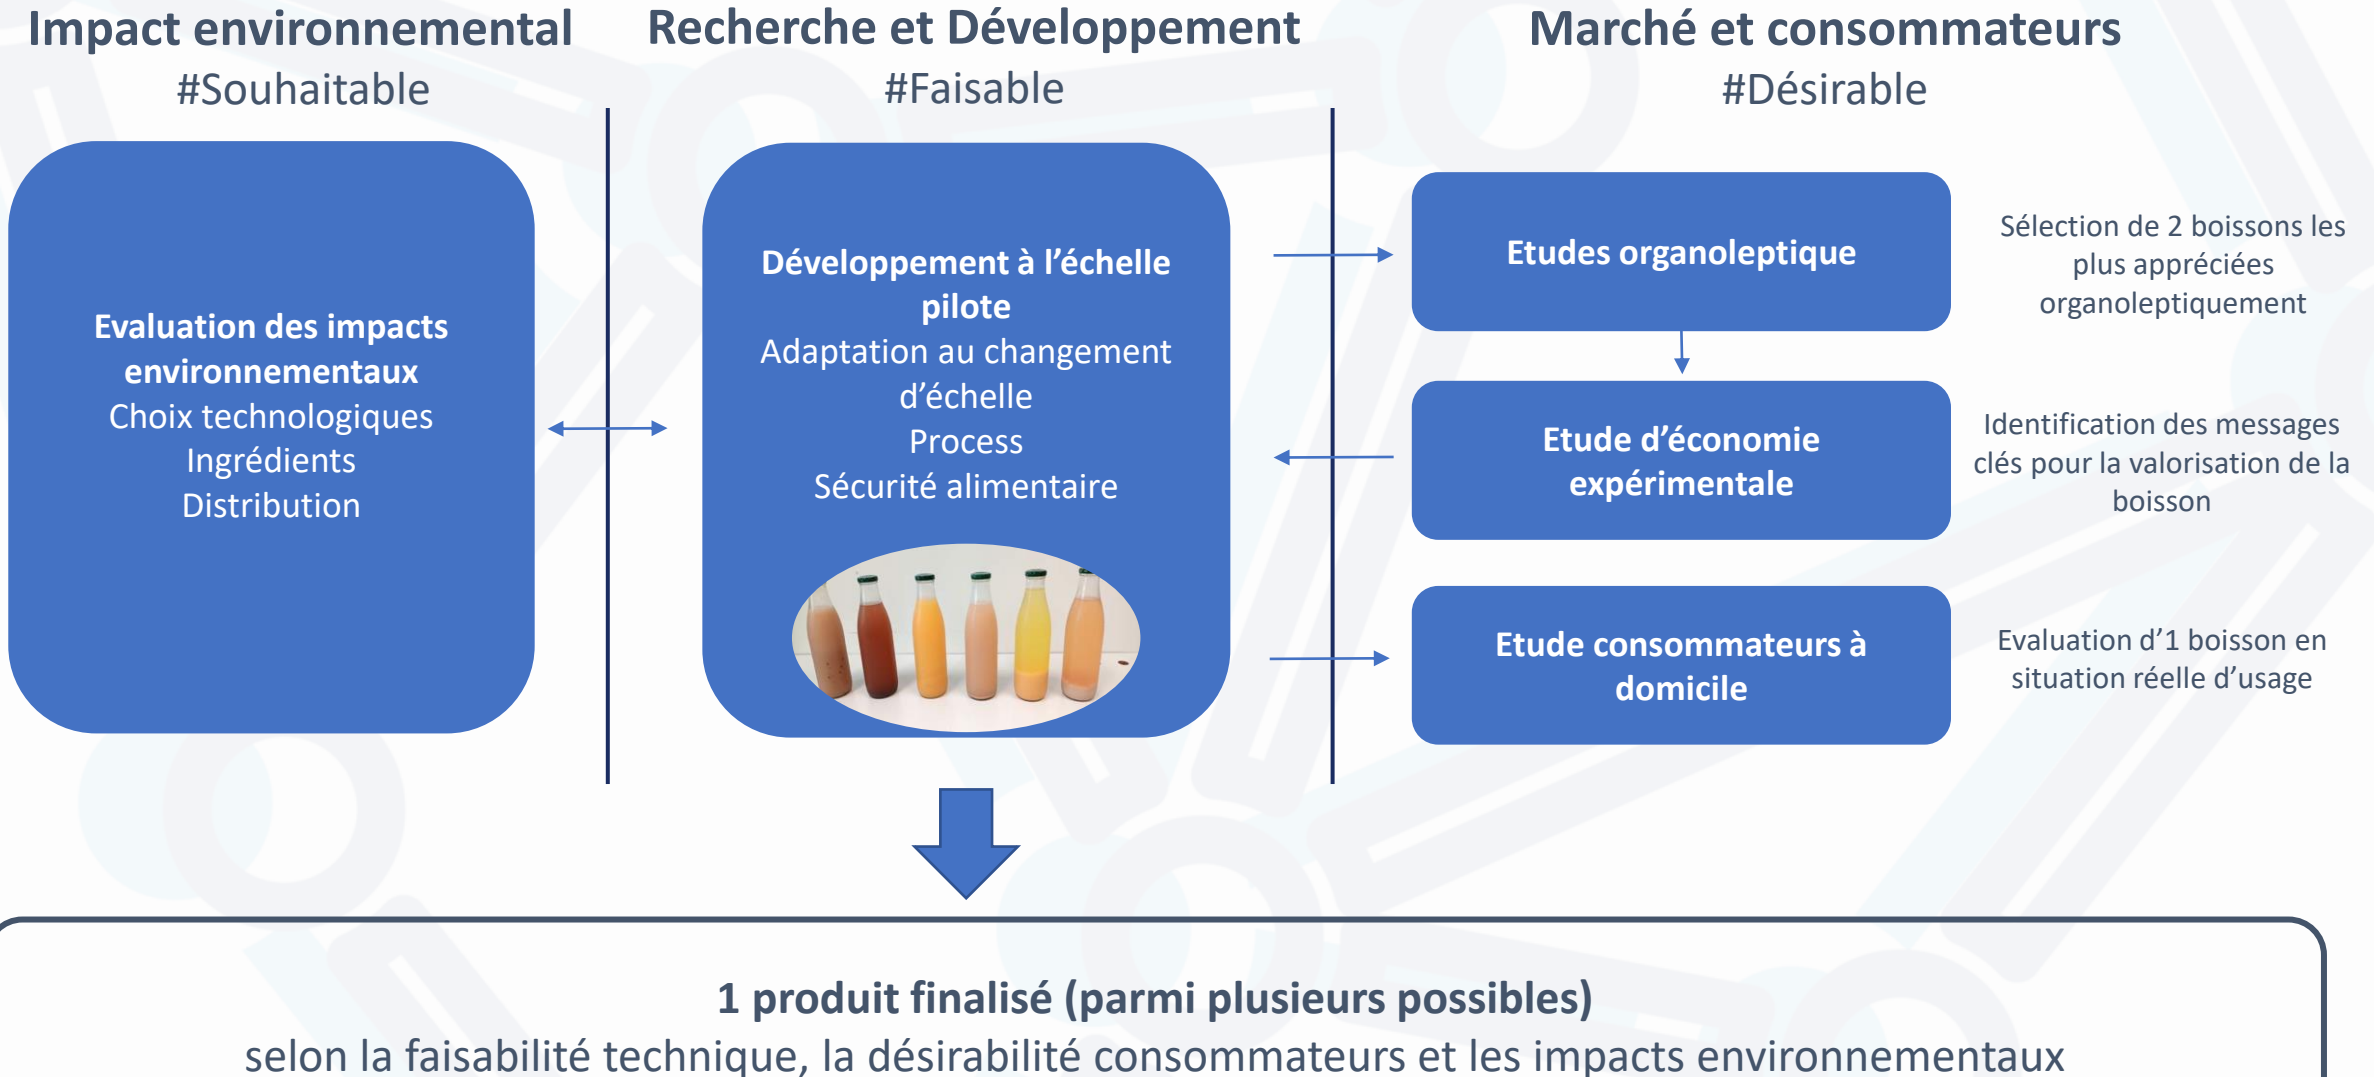 Impact environnemental
#Souhaitable
Evaluation des impacts
environnementaux
Choix technologiques
Ingrédients
Distribution
Recherche et Développement
#Faisable
Développement à l’échelle
pilote
Adaptation au changement
d’échelle
Process
Sécurité alimentaire
Marché et consommateurs
#Désirable
Etudes organoleptique
Sélection de 2 boissons les
plus appréciées
organoleptiquement
Etude d’économie
expérimentale
Identification des messages
clés pour la valorisation de la
boisson
Etude consommateurs à
domicile
Evaluation d’1 boisson en
situation réelle d’usage
1 produit finalisé (parmi plusieurs possibles)
selon la faisabilité technique, la désirabilité consommateurs et les impacts environnementaux